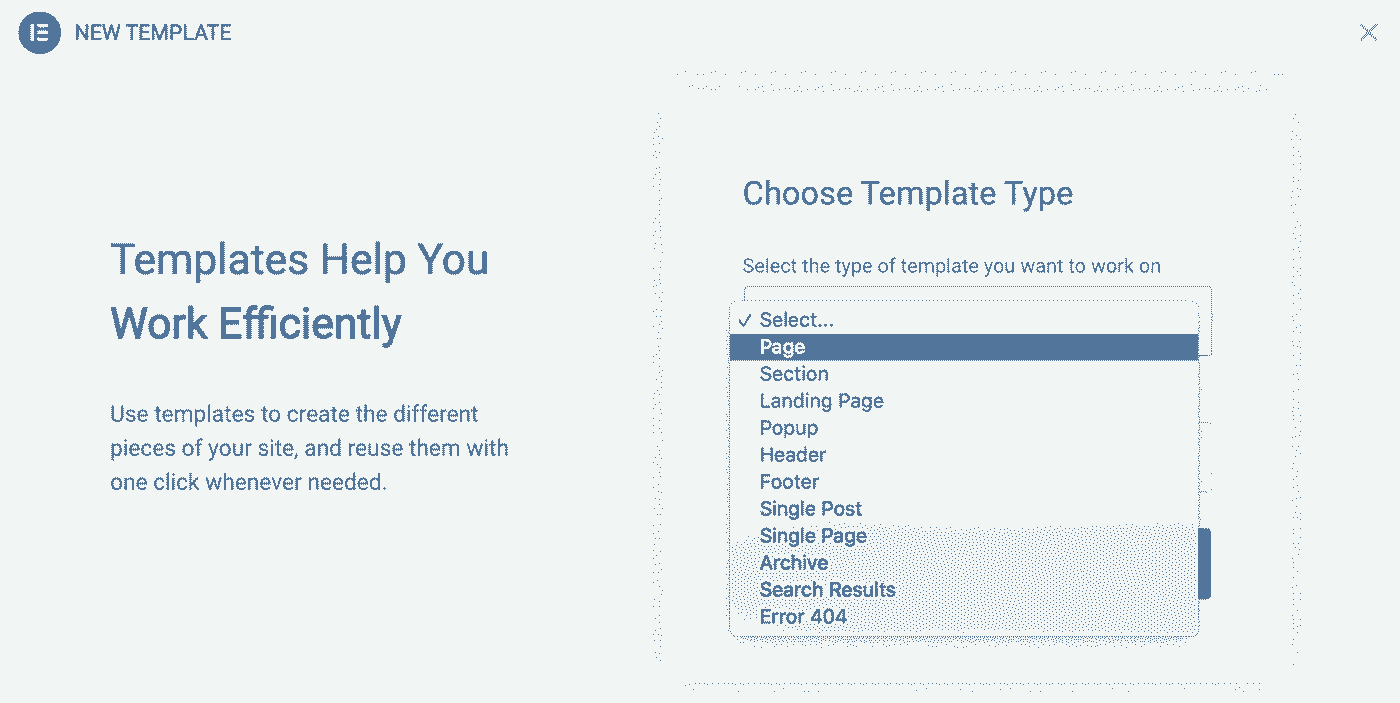 NEW TEMPLATE
Templates Help You
Work Efficiently
Use templates to create the different
pieces of your site, and reuse them with
one click whenever needed.
Choose Template Type
Select the type of template you want to work on
✓ Select...
Page
Section
Landing Page
Popup
Header
Footer
Single Post
Single Page
Archive
Search Results
Error 404